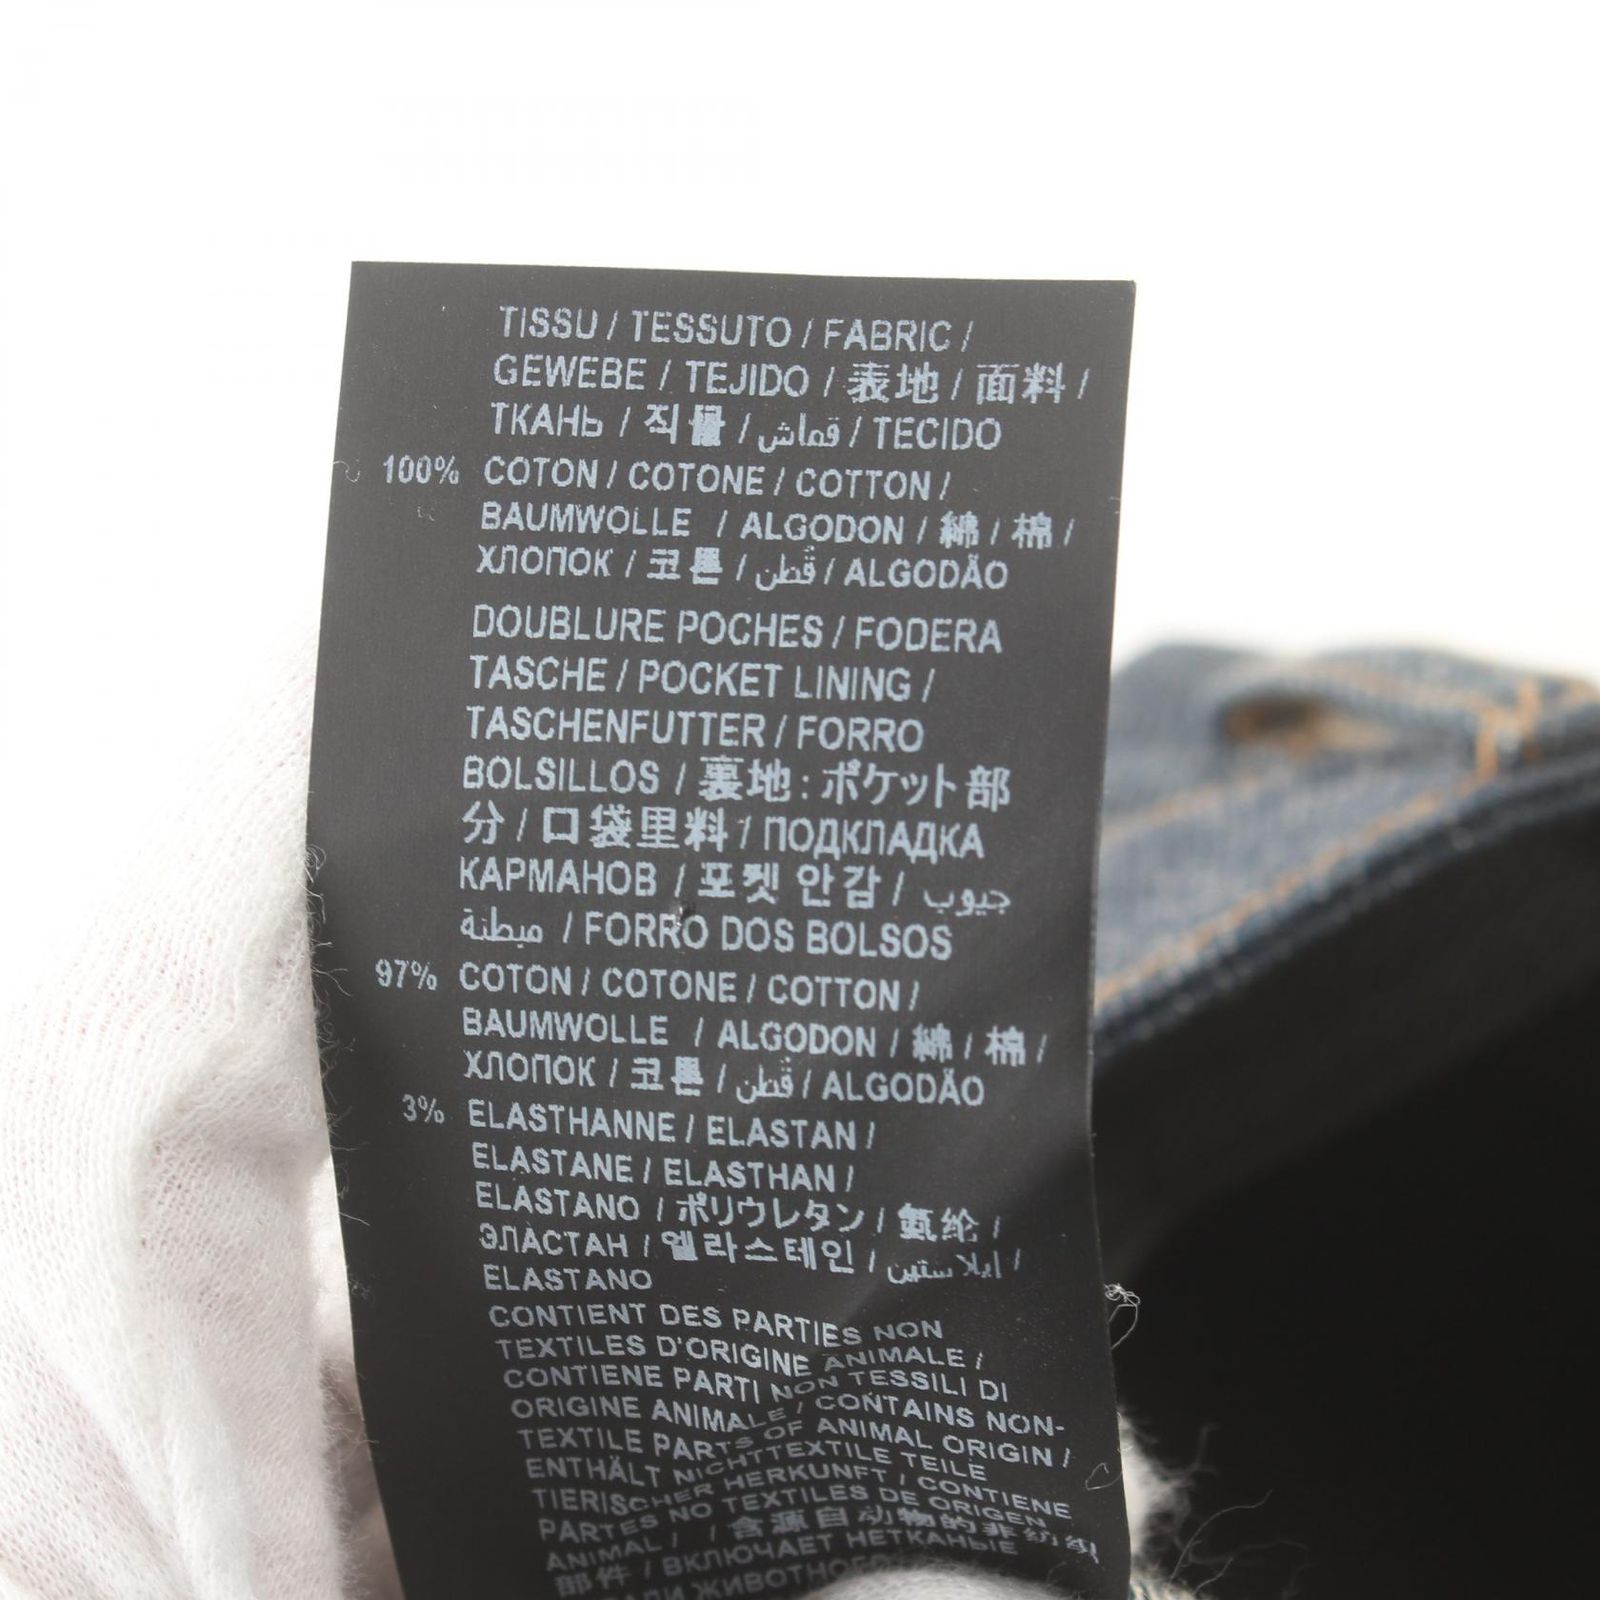 TISSU / TESSUTO / FABRIC /
GEWEBE / TEJIDO / 表地 / 面料 /
ТКАНЬ / 직물 / قماش / TECIDO
100% COTON / COTONE / COTTON /
BAUMWOLLE / ALGODON / 綿 / 棉 /
ХЛОПОК / 코튼 / قطن / ALGODÃO
DOUBLURE POCHES / FODERA
TASCHE / POCKET LINING /
TASCHENFUTTER / FORRO
BOLSILLOS / 裏地:ポケット部
分 / 口袋里料 / ПОДКЛАДКА
КАРМАНОВ / 포켓 안감 / جيوب
مبطنة / FORRO DOS BOLSOS
97% COTON / COTONE / COTTON /
BAUMWOLLE / ALGODON / 綿 / 棉 /
ХЛОПОК / 코튼 / قطن / ALGODÃO
3% ELASTHANNE / ELASTAN /
ELASTANE / ELASTHAN /
ELASTANO / ポリウレタン / 氨纶 /
ЭЛАСТАН / 엘라스테인 / إيلاستين /
ELASTANO
CONTIENT DES PARTIES NON
TEXTILES D'ORIGINE ANIMALE /
CONTIENE PARTI NON TESSILI DI
ORIGINE ANIMALE / CONTAINS NON-
TEXTILE PARTS OF ANIMAL ORIGIN /
ENTHÄLT NICHTTEXTILE TEILE
TIERISCHER HERKUNFT / CONTIENE
PARTES NO TEXTILES DE ORIGEN
ANIMAL / / 含源自动物的非纺织
部件 / ВКЛЮЧАЕТ НЕТКАНЫЕ